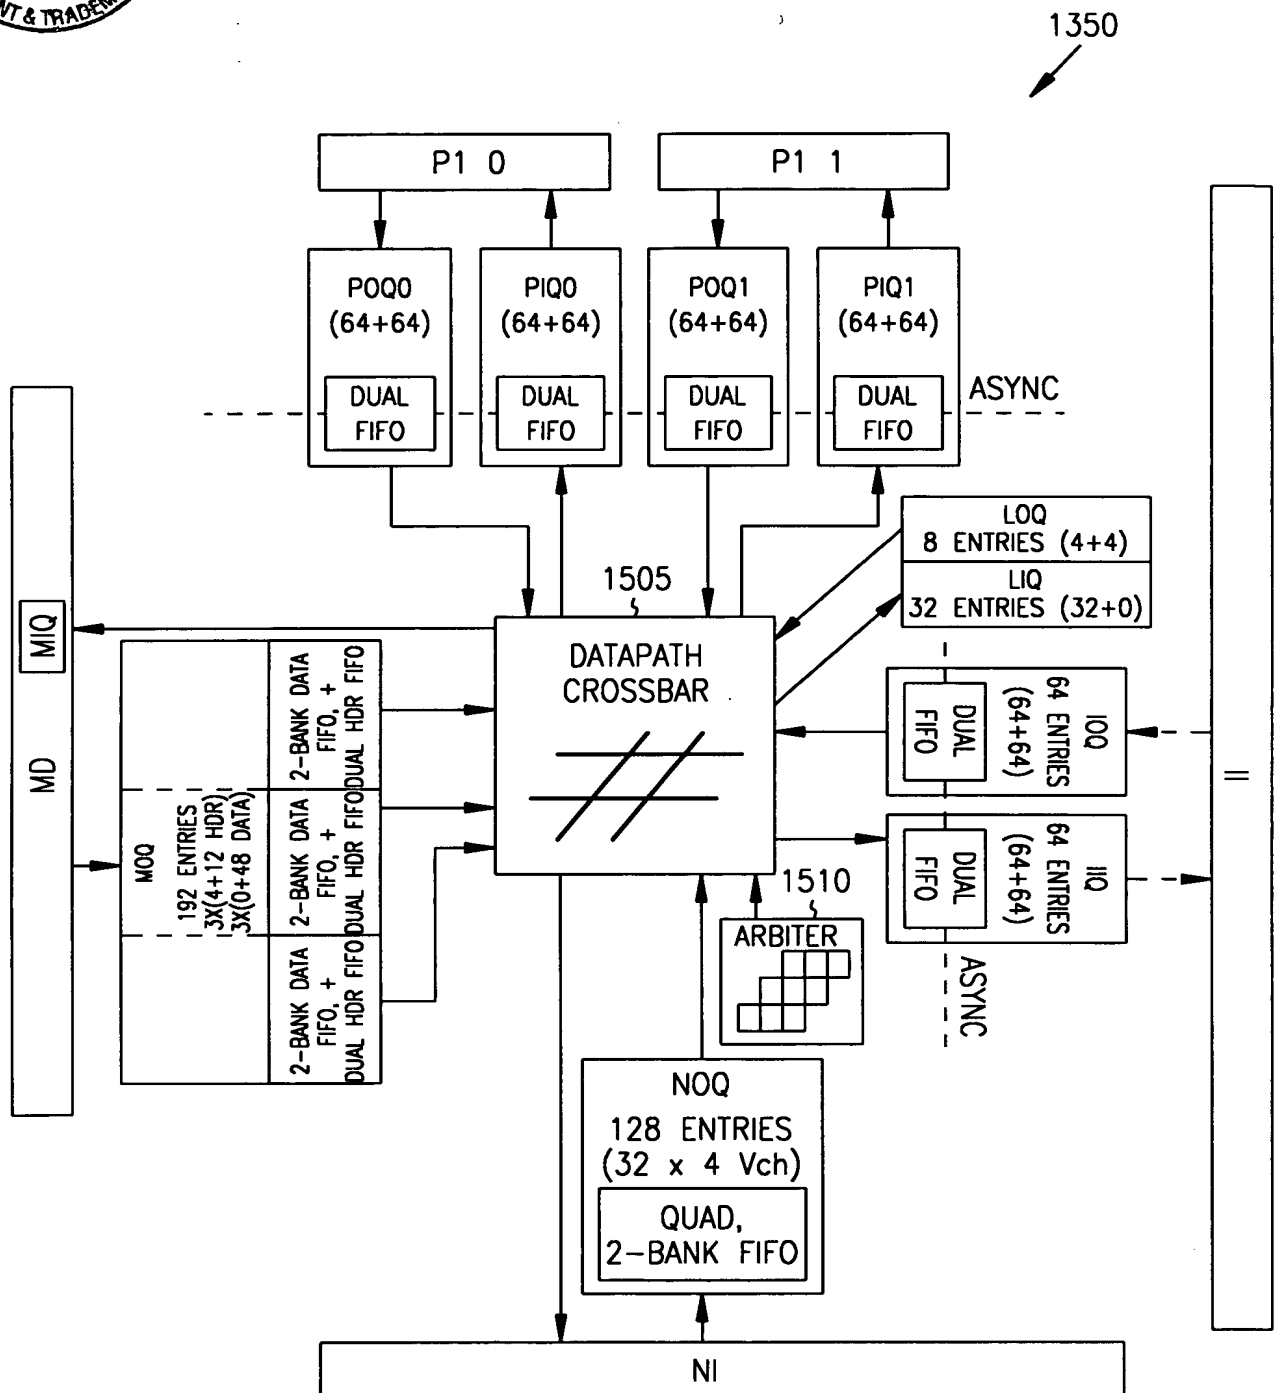 NT & TRADEM
1350
P1 0
P1 1
POQ0
(64+64)
DUAL
FIFO
PIQ0
(64+64)
DUAL
FIFO
POQ1
(64+64)
DUAL
FIFO
PIQ1
(64+64)
DUAL
FIFO
ASYNC
LOQ
8 ENTRIES (4+4)
LIQ
32 ENTRIES (32+0)
1505
DATAPATH
CROSSBAR
MIQ
MD
MOQ
192 ENTRIES
3X(4+12 HDR)
3X(0+48 DATA)
2-BANK DATA
FIFO, +
DUAL HDR FIFO
2-BANK DATA
FIFO, +
DUAL HDR FIFO
2-BANK DATA
FIFO, +
DUAL HDR FIFO
IOQ
64 ENTRIES
(64+64)
DUAL
FIFO
IIQ
64 ENTRIES
(64+64)
DUAL
FIFO
ASYNC
II
1510
ARBITER
NOQ
128 ENTRIES
(32 x 4 Vch)
QUAD,
2-BANK FIFO
NI